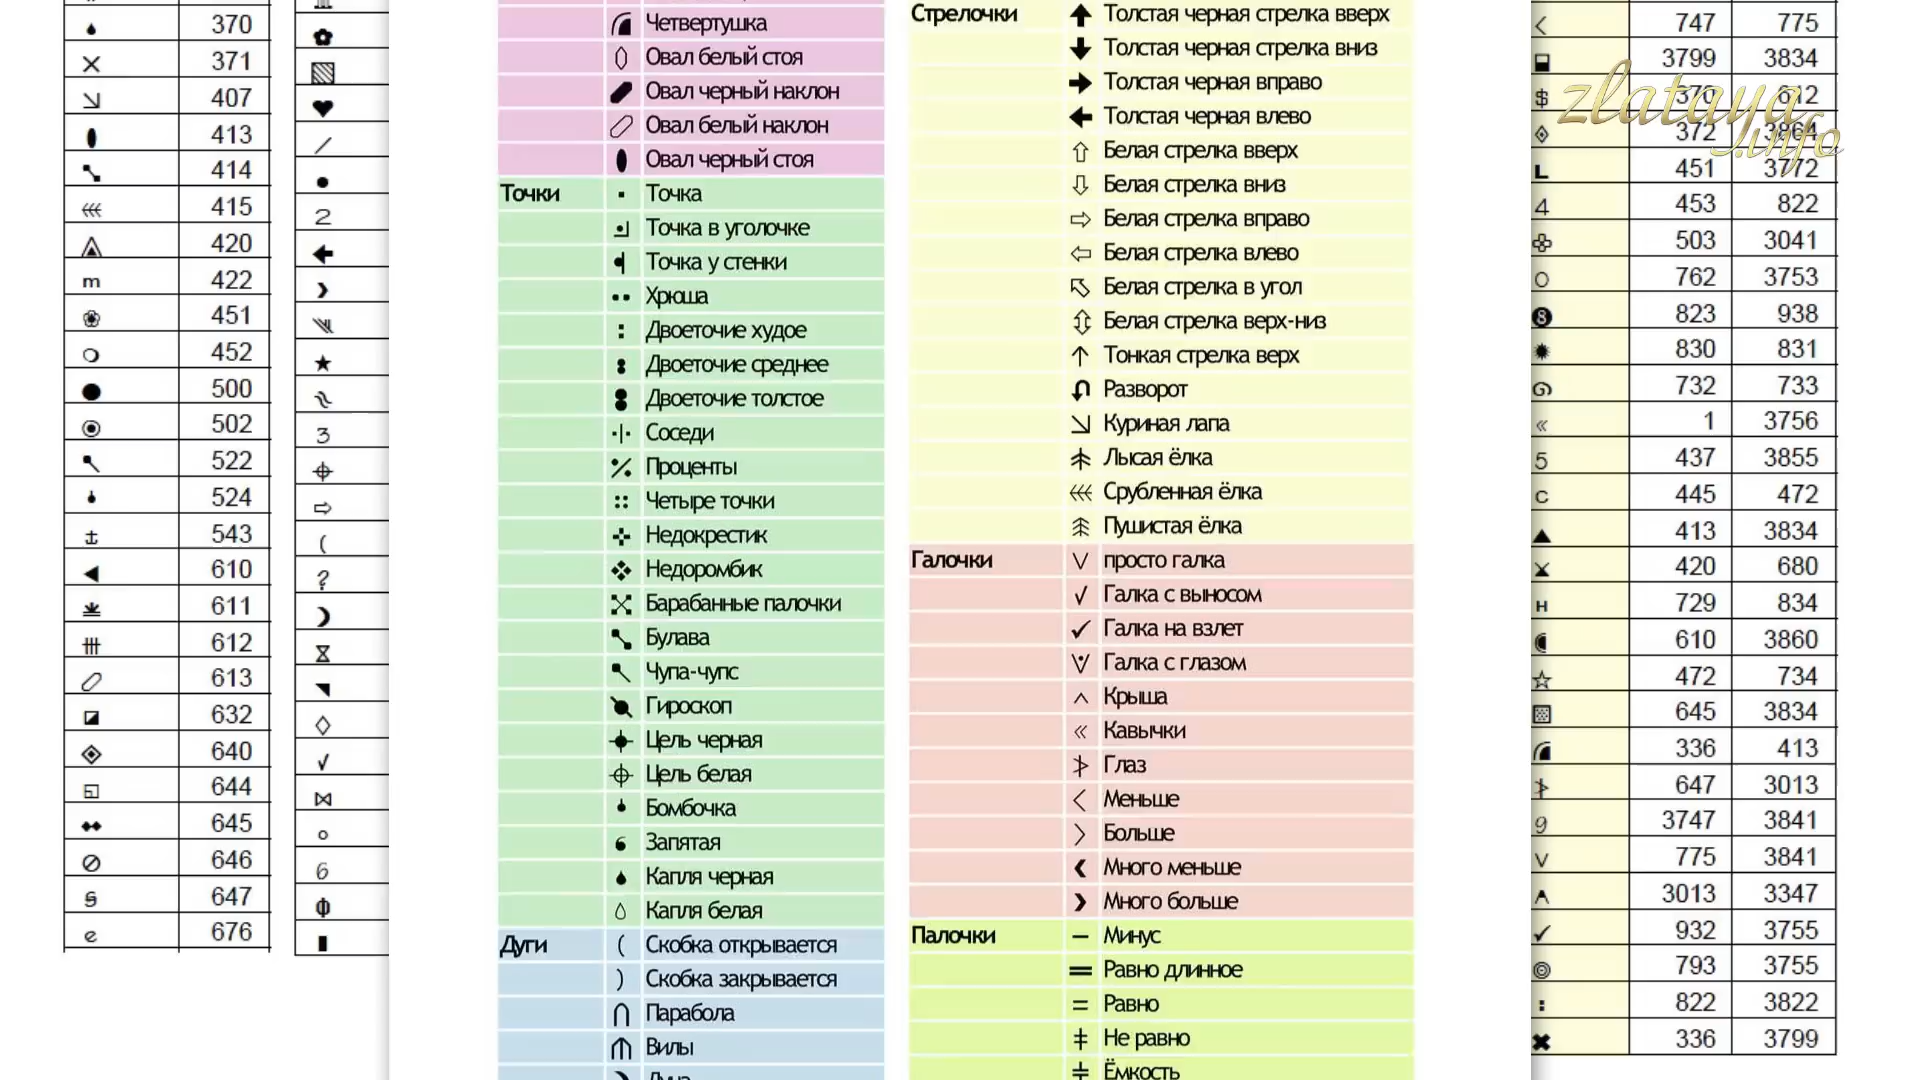 370
371
407
413
414
415
420
m 422
451
452
500
502
522
524
543
610
611
612
613
632
640
644
645
646
647
e 676
2
3
(
?
6
Четвертушка
Овал белый стоя
Овал черный наклон
Овал белый наклон
Овал черный стоя
Точки Точка
Точка в уголочке
Точка у стенки
Хрюша
Двоеточие худое
Двоеточие среднее
Двоеточие толстое
Соседи
Проценты
Четыре точки
Недокрестик
Недоромбик
Барабанные палочки
Булава
Чупа-чупс
Гироскоп
Цель черная
Цель белая
Бомбочка
Запятая
Капля черная
Капля белая
Дуги ( Скобка открывается
) Скобка закрывается
Парабола
Вилы
Стрелочки Толстая черная стрелка вверх
Толстая черная стрелка вниз
Толстая черная вправо
Толстая черная влево
Белая стрелка вверх
Белая стрелка вниз
Белая стрелка вправо
Белая стрелка влево
Белая стрелка в угол
Белая стрелка верх-низ
Тонкая стрелка верх
Разворот
Куриная лапа
Лысая ёлка
Срубленная ёлка
Пушистая ёлка
Галочки просто галка
Галка с выносом
Галка на взлет
Галка с глазом
Крыша
« Кавычки
Глаз
Меньше
Больше
Много меньше
Много больше
Палочки Минус
Равно длинное
= Равно
Не равно
Ёмкость
747 775
3799 3834
$ 370 612
372 3864
L 451 3772
4 453 822
503 3041
762 3753
8 823 938
830 831
732 733
« 1 3756
5 437 3855
c 445 472
413 3834
420 680
н 729 834
610 3860
472 734
645 3834
336 413
647 3013
9 3747 3841
775 3841
3013 3347
932 3755
793 3755
: 822 3822
336 3799
zlataya
.info